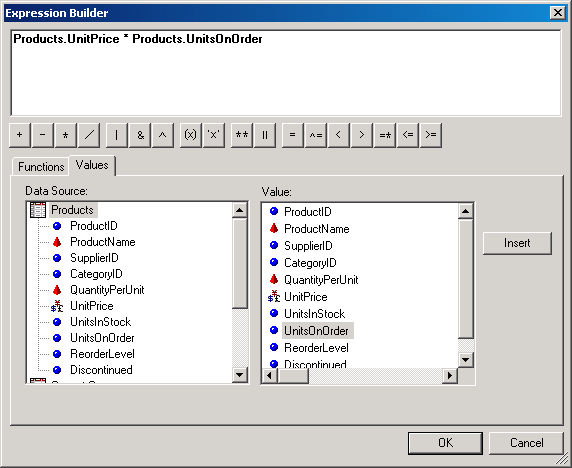 Expression Builder
Products.UnitPrice * Products.UnitsOnOrder
+ - * / | & ^ (x) 'x' ** || = ^= < > =* <= >=
Functions Values
Data Source:
Products
ProductID
ProductName
SupplierID
CategoryID
QuantityPerUnit
UnitPrice
UnitsInStock
UnitsOnOrder
ReorderLevel
Discontinued
Value:
ProductID
ProductName
SupplierID
CategoryID
QuantityPerUnit
UnitPrice
UnitsInStock
UnitsOnOrder
ReorderLevel
Discontinued
Insert
OK Cancel